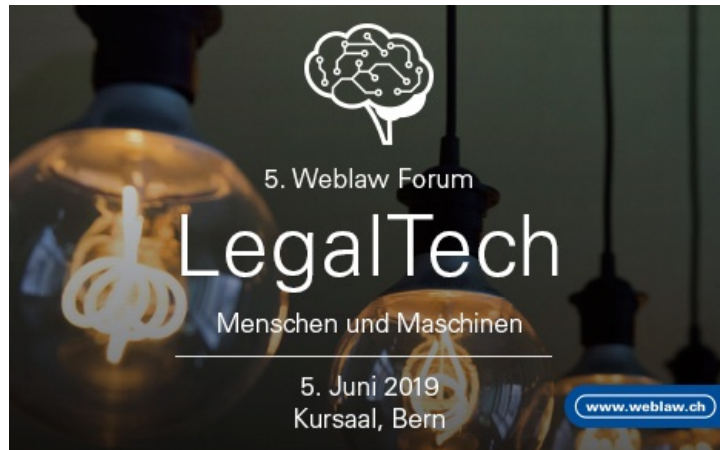 5. Weblaw Forum
LegalTech
Menschen und Maschinen
5. Juni 2019
Kursaal, Bern
www.weblaw.ch